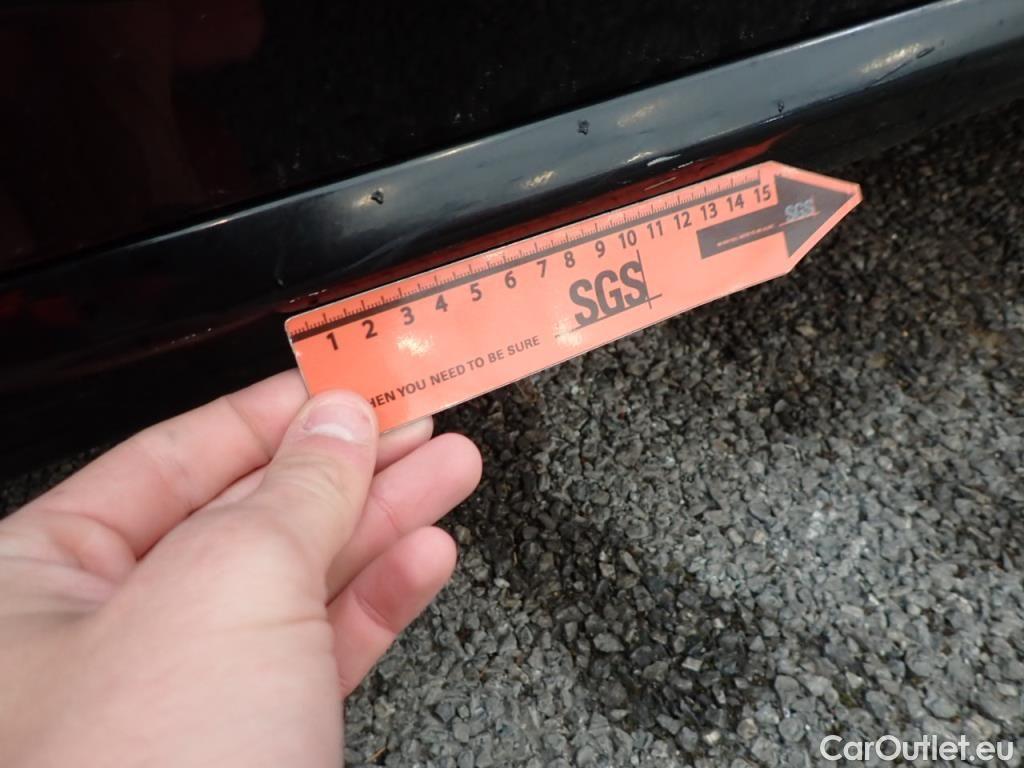 1 2 3 4 5 6 7 8 9 10 11 12 13 14 15
SGS
SGS
HEN YOU NEED TO BE SURE
CarOutlet.eu